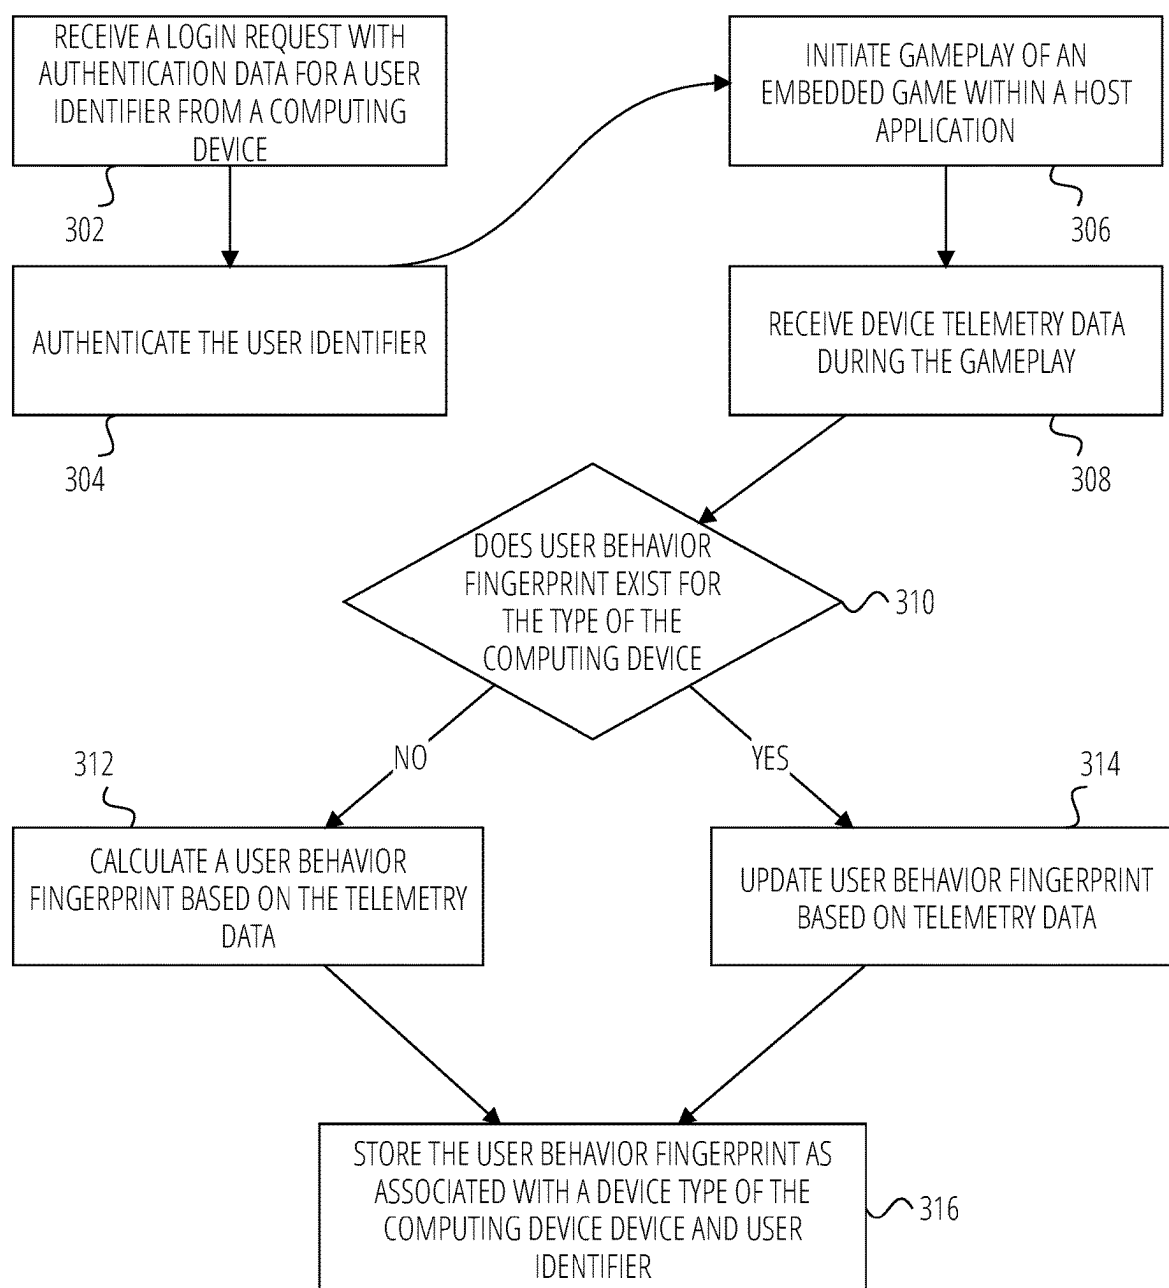 RECEIVE A LOGIN REQUEST WITH
AUTHENTICATION DATA FOR A USER
IDENTIFIER FROM A COMPUTING
DEVICE
302
AUTHENTICATE THE USER IDENTIFIER
304
INITIATE GAMEPLAY OF AN
EMBEDDED GAME WITHIN A HOST
APPLICATION
306
RECEIVE DEVICE TELEMETRY DATA
DURING THE GAMEPLAY
308
DOES USER BEHAVIOR
FINGERPRINT EXIST FOR
THE TYPE OF THE
COMPUTING DEVICE
310
NO
YES
312
CALCULATE A USER BEHAVIOR
FINGERPRINT BASED ON THE TELEMETRY
DATA
314
UPDATE USER BEHAVIOR FINGERPRINT
BASED ON TELEMETRY DATA
STORE THE USER BEHAVIOR FINGERPRINT AS
ASSOCIATED WITH A DEVICE TYPE OF THE
COMPUTING DEVICE DEVICE AND USER
IDENTIFIER
316